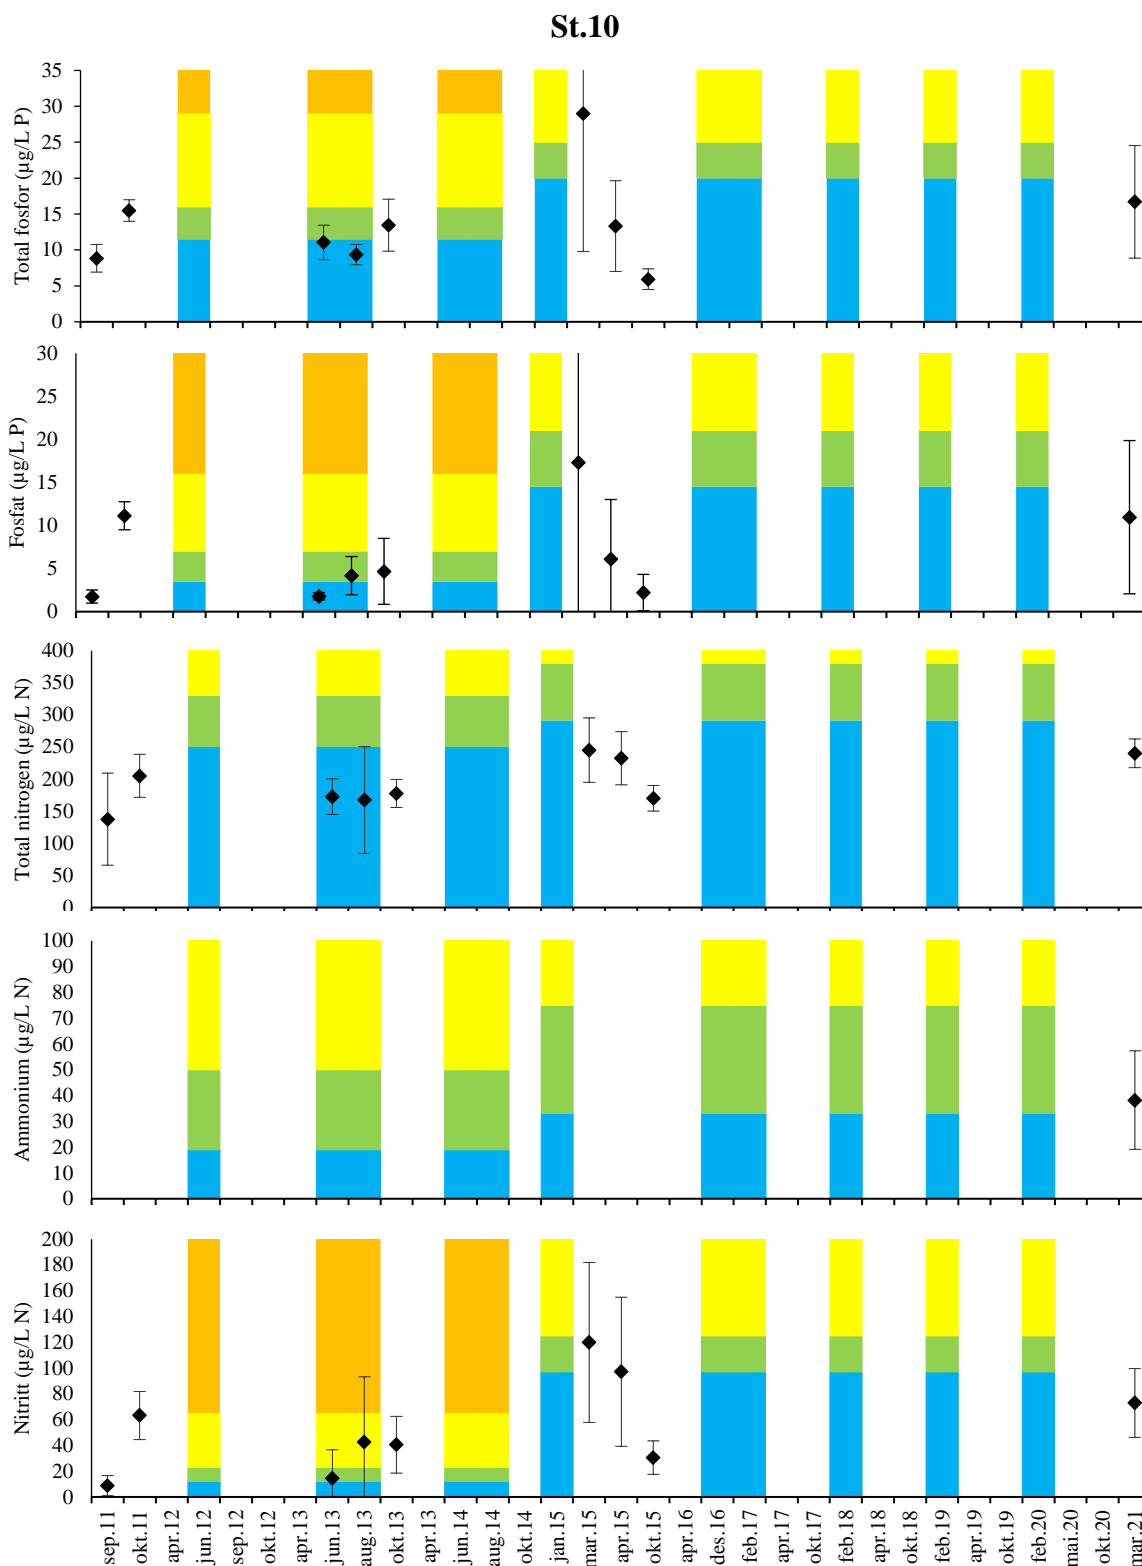 St.10
Total fosfor (µg/L P)
35
30
25
20
15
10
5
0
Fosfat (µg/L P)
30
25
20
15
10
5
0
Total nitrogen (µg/L N)
400
350
300
250
200
150
100
50
0
Ammonium (µg/L N)
100
90
80
70
60
50
40
30
20
10
0
Nitritt (µg/L N)
200
180
160
140
120
100
80
60
40
20
0
sep.11
okt.11
apr.12
jun.12
sep.12
okt.12
apr.13
jun.13
aug.13
okt.13
apr.13
jun.14
aug.14
okt.14
jan.15
mar.15
apr.15
okt.15
apr.16
des.16
feb.17
apr.17
okt.17
feb.18
apr.18
okt.18
feb.19
apr.19
okt.19
feb.20
mai.20
okt.20
apr.21